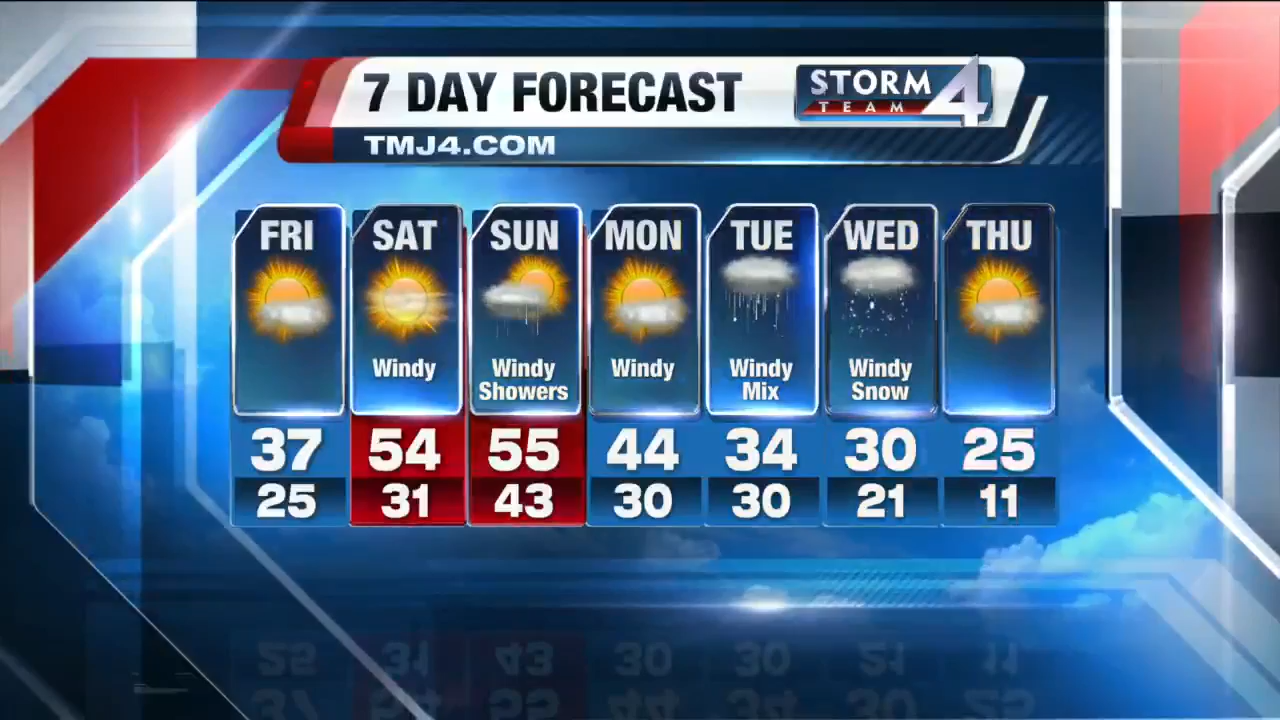 7 DAY FORECAST
STORM 4
TEAM
TMJ4.COM
FRI SAT SUN MON TUE WED THU
Windy Windy Windy Windy Windy
Showers Mix Snow
37 54 55 44 34 30 25
25 31 43 30 30 21 11